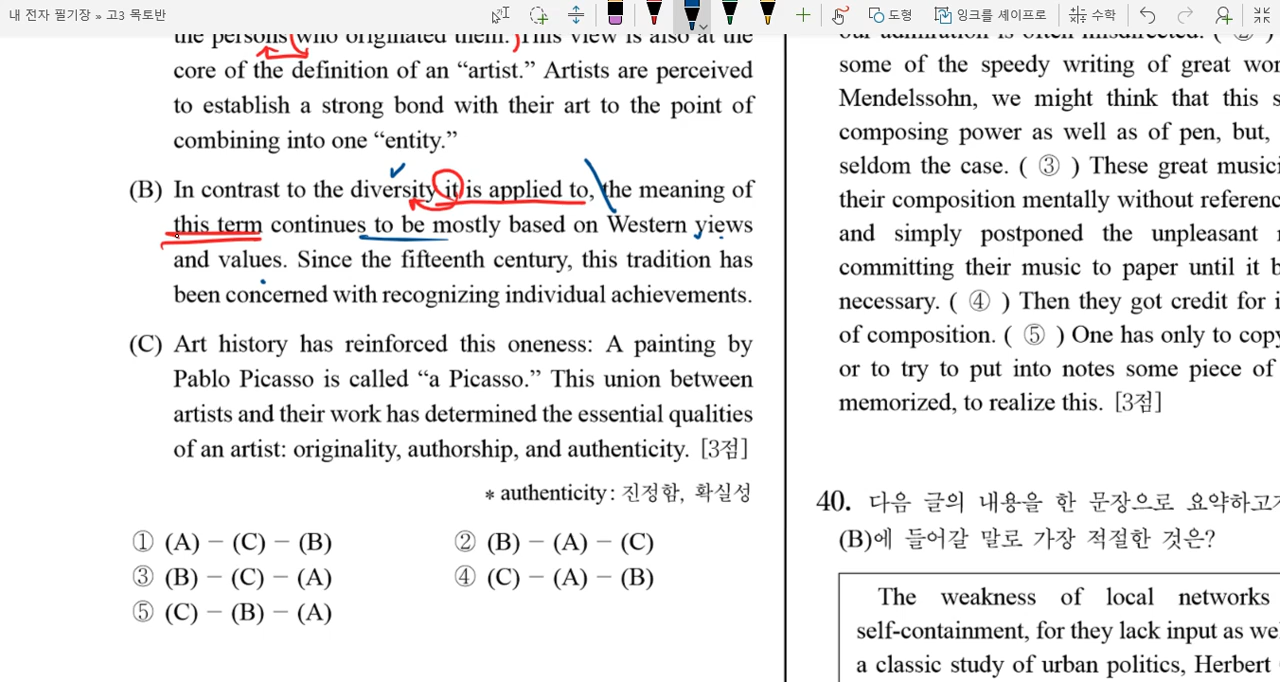 내 전자 필기장 » 고3 목토반
도형
잉크를 셰이프로
수학
the persons (who originated them.) This view is also at the
core of the definition of an “artist.” Artists are perceived
to establish a strong bond with their art to the point of
combining into one “entity.”
(B) In contrast to the diversity it is applied to, the meaning of
this term continues to be mostly based on Western views
and values. Since the fifteenth century, this tradition has
been concerned with recognizing individual achievements.
(C) Art history has reinforced this oneness: A painting by
Pablo Picasso is called “a Picasso.” This union between
artists and their work has determined the essential qualities
of an artist: originality, authorship, and authenticity. [3점]
* authenticity: 진정함, 확실성
① (A) － (C) － (B)
② (B) － (A) － (C)
③ (B) － (C) － (A)
④ (C) － (A) － (B)
⑤ (C) － (B) － (A)
our admiration is often misdirected. ( ② )
some of the speedy writing of great
Mendelssohn, we might think that this
composing power as well as of pen, but,
seldom the case. ( ③ ) These great
their composition mentally without
and simply postponed the unpleasant
committing their music to paper until it
necessary. ( ④ ) Then they got credit for
of composition. ( ⑤ ) One has only to
or to try to put into notes some piece of
memorized, to realize this. [3점]
40. 다음 글의 내용을 한 문장으로 요약하고
(B)에 들어갈 말로 가장 적절한 것은?
The weakness of local networks
self-containment, for they lack input as
a classic study of urban politics, Herbert